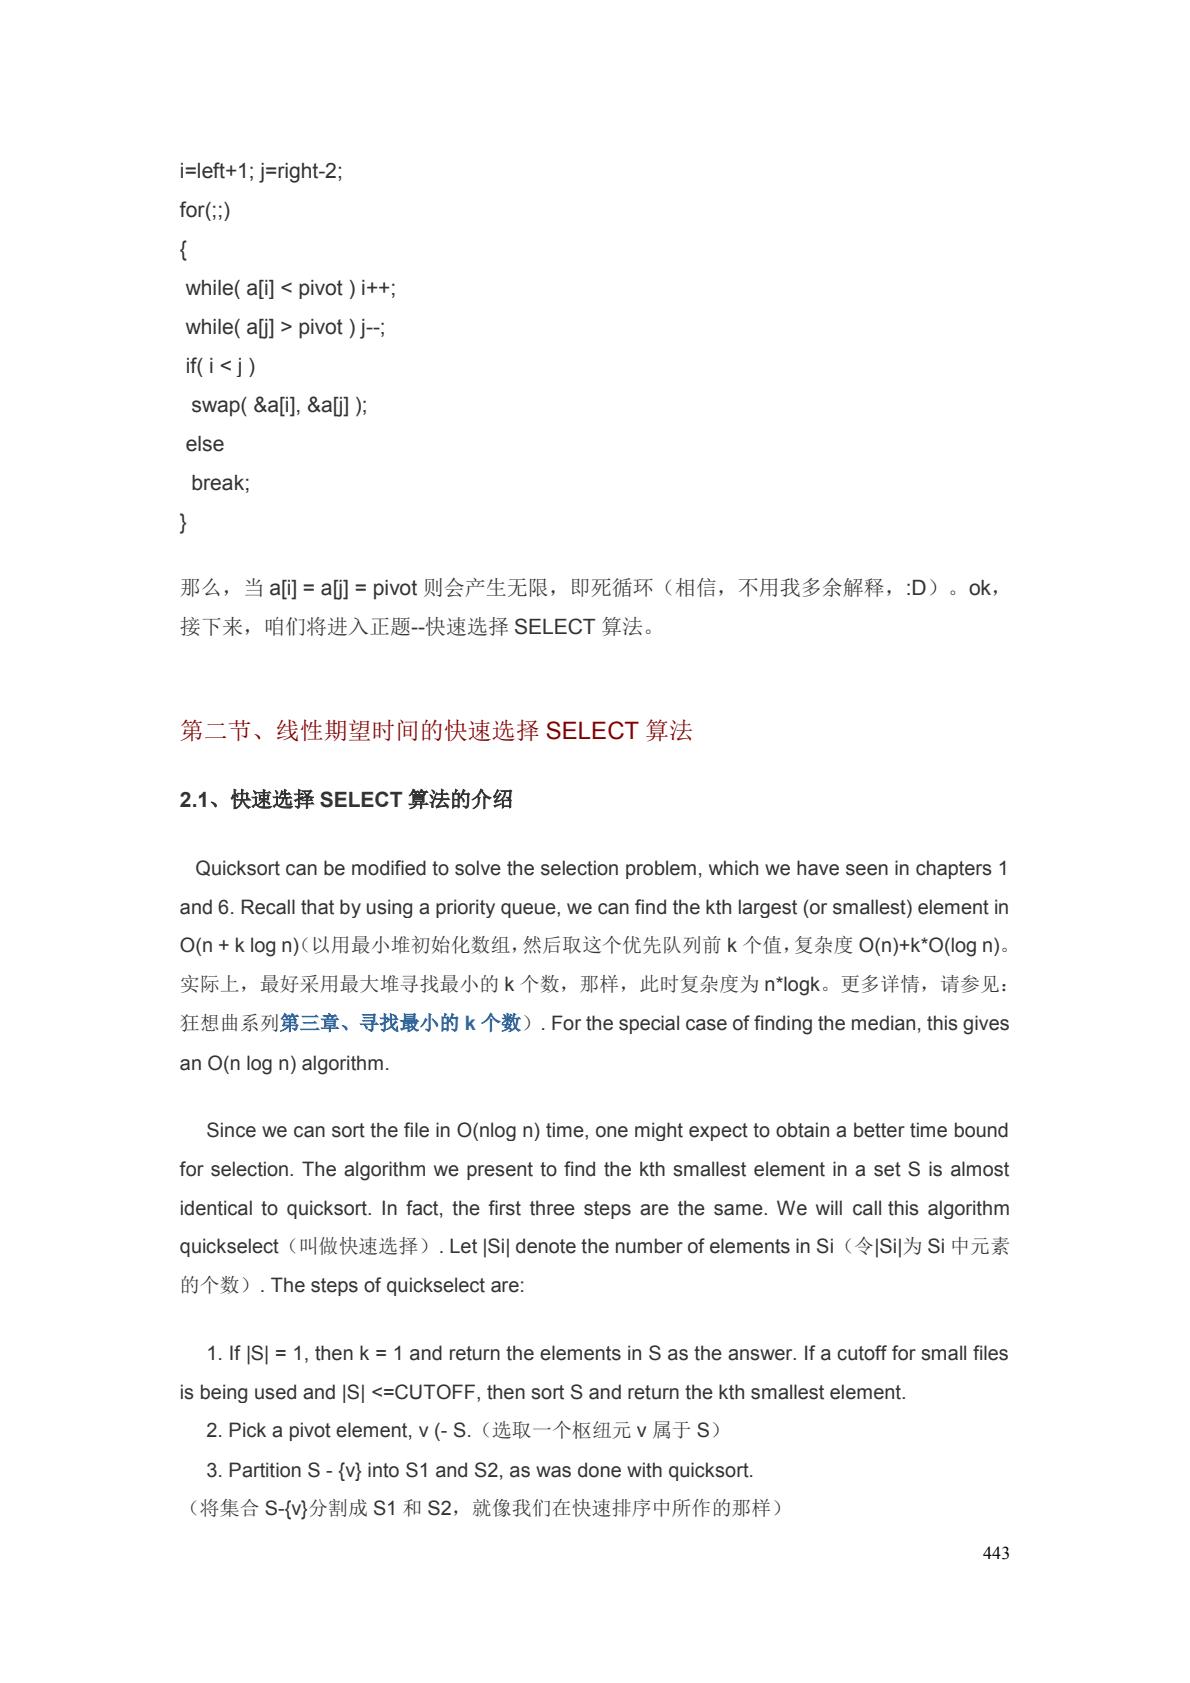 i=left+1; j=right-2;
for(;;)
{
while( a[i] < pivot ) i++;
while( a[j] > pivot ) j--;
if( i < j )
swap( &a[i], &a[j] );
else
break;
}
那么，当 a[i] = a[j] = pivot 则会产生无限，即死循环（相信，不用我多余解释，:D）。ok，
接下来，咱们将进入正题--快速选择 SELECT 算法。
第二节、线性期望时间的快速选择 SELECT 算法
2.1、快速选择 SELECT 算法的介绍
Quicksort can be modified to solve the selection problem, which we have seen in chapters 1
and 6. Recall that by using a priority queue, we can find the kth largest (or smallest) element in
O(n + k log n)（以用最小堆初始化数组，然后取这个优先队列前 k 个值，复杂度 O(n)+k*O(log n)。
实际上，最好采用最大堆寻找最小的 k 个数，那样，此时复杂度为 n*logk。更多详情，请参见：
狂想曲系列第三章、寻找最小的 k 个数）. For the special case of finding the median, this gives
an O(n log n) algorithm.
Since we can sort the file in O(nlog n) time, one might expect to obtain a better time bound
for selection. The algorithm we present to find the kth smallest element in a set S is almost
identical to quicksort. In fact, the first three steps are the same. We will call this algorithm
quickselect（叫做快速选择）. Let |Si| denote the number of elements in Si（令|Si|为 Si 中元素
的个数）. The steps of quickselect are:
1. If |S| = 1, then k = 1 and return the elements in S as the answer. If a cutoff for small files
is being used and |S| <=CUTOFF, then sort S and return the kth smallest element.
2. Pick a pivot element, v (- S.（选取一个枢纽元 v 属于 S）
3. Partition S - {v} into S1 and S2, as was done with quicksort.
（将集合 S-{v}分割成 S1 和 S2，就像我们在快速排序中所作的那样）
443